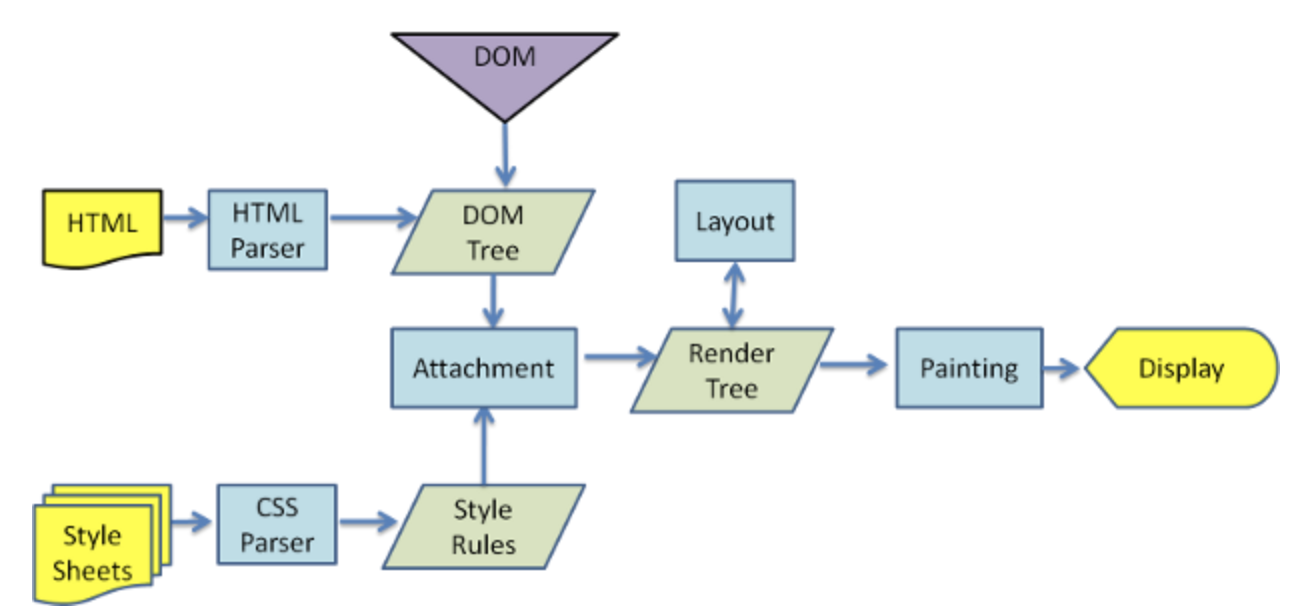 DOM
HTML
HTML
Parser
DOM
Tree
Layout
Attachment
Render
Tree
Painting
Display
Style
Sheets
CSS
Parser
Style
Rules